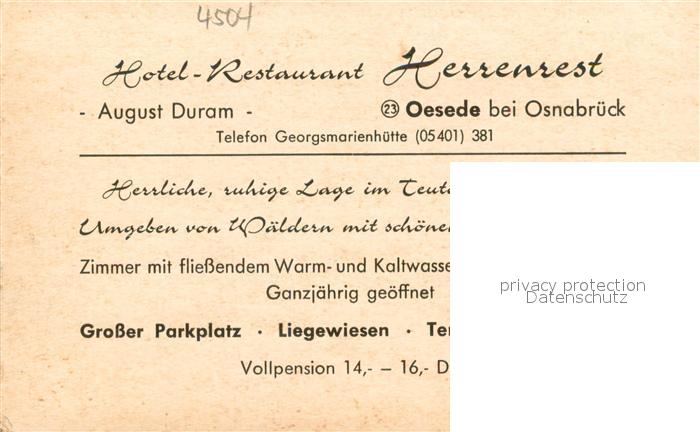 4504
Hotel-Restaurant Herrenrest
- August Duram - ㉓ Oesede bei Osnabrück
Telefon Georgsmarienhütte (05401) 381
Herrliche, ruhige Lage im
Umgeben von Wäldern mit
Zimmer mit fließendem Warm- und
Ganzjährig geöffnet
privacy protection
Datenschutz
Großer Parkplatz · Liegewiesen ·
Vollpension 14,- – 16,-